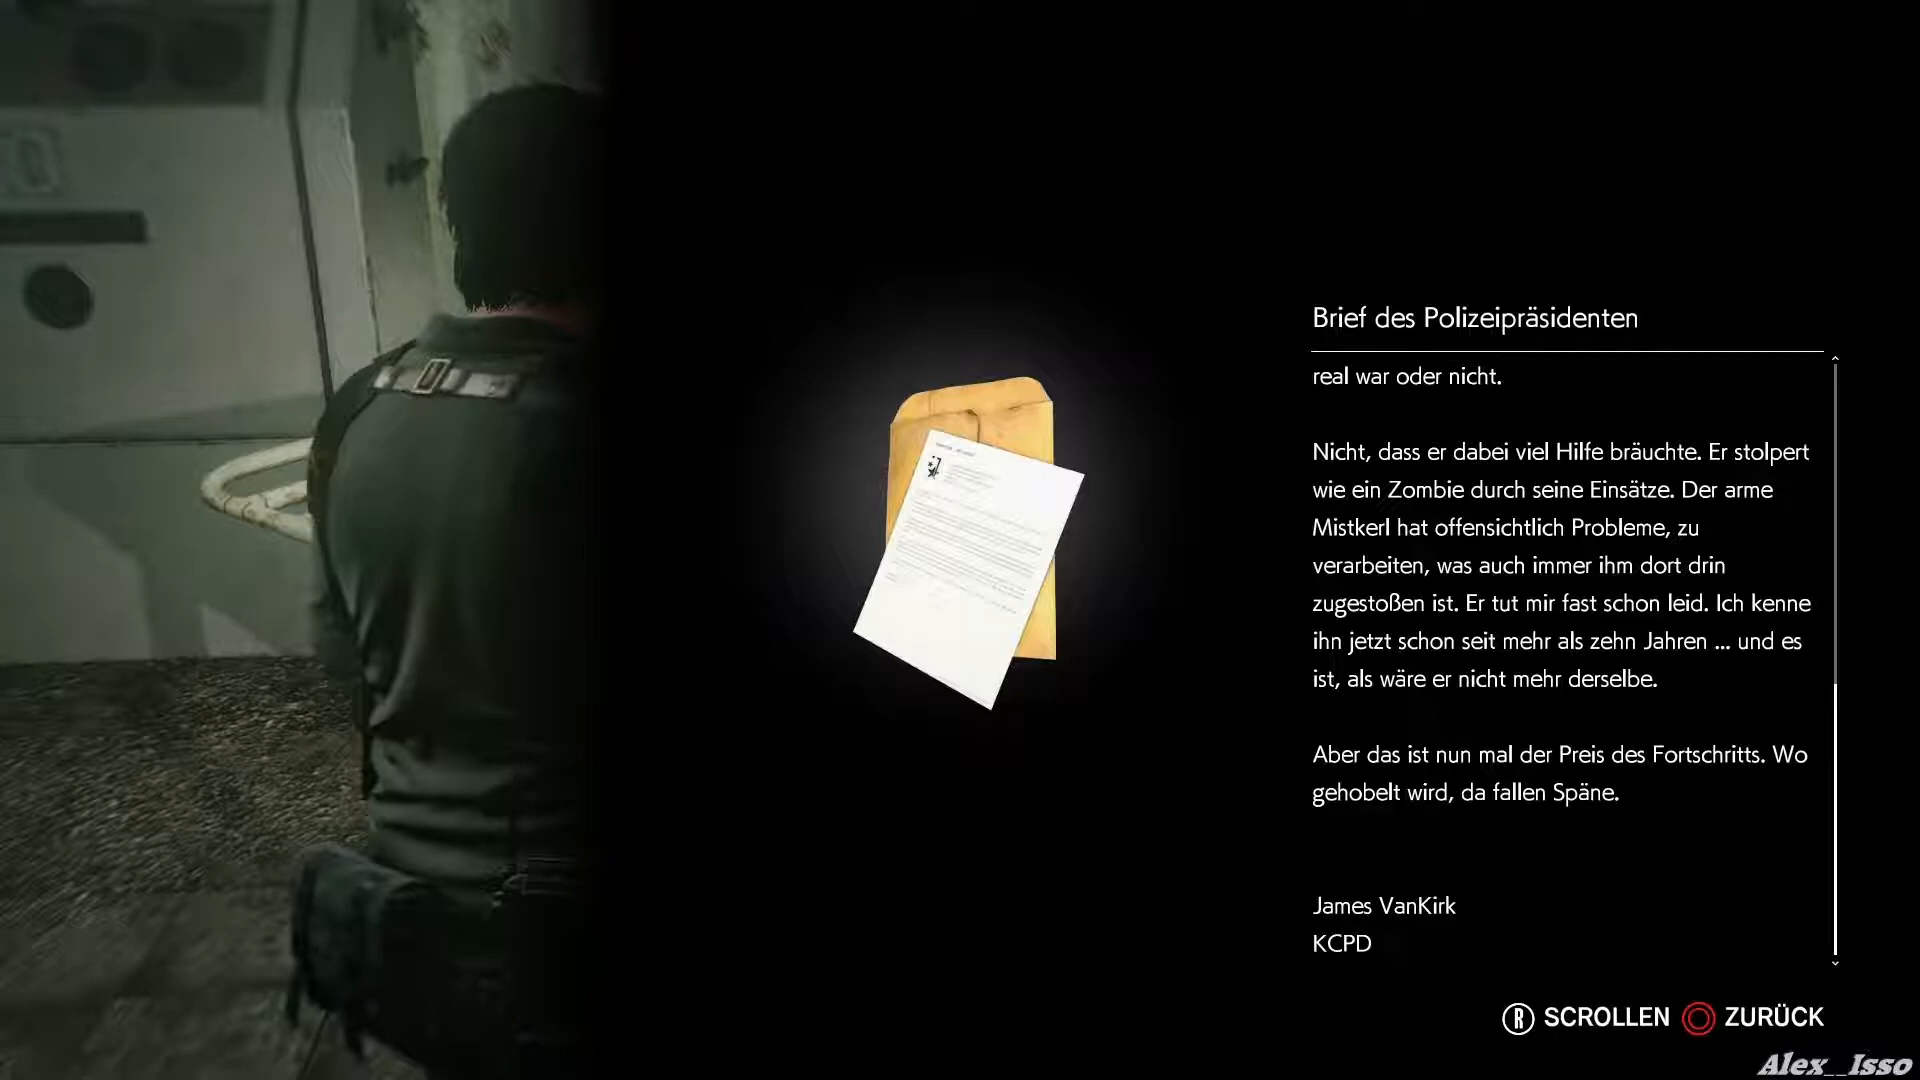 Brief des Polizeipräsidenten
real war oder nicht.
Nicht, dass er dabei viel Hilfe bräuchte. Er stolpert
wie ein Zombie durch seine Einsätze. Der arme
Mistkerl hat offensichtlich Probleme, zu
verarbeiten, was auch immer ihm dort drin
zugestoßen ist. Er tut mir fast schon leid. Ich kenne
ihn jetzt schon seit mehr als zehn Jahren ... und es
ist, als wäre er nicht mehr derselbe.
Aber das ist nun mal der Preis des Fortschritts. Wo
gehobelt wird, da fallen Späne.
James VanKirk
KCPD
R SCROLLEN ZURÜCK
Alex__Isso